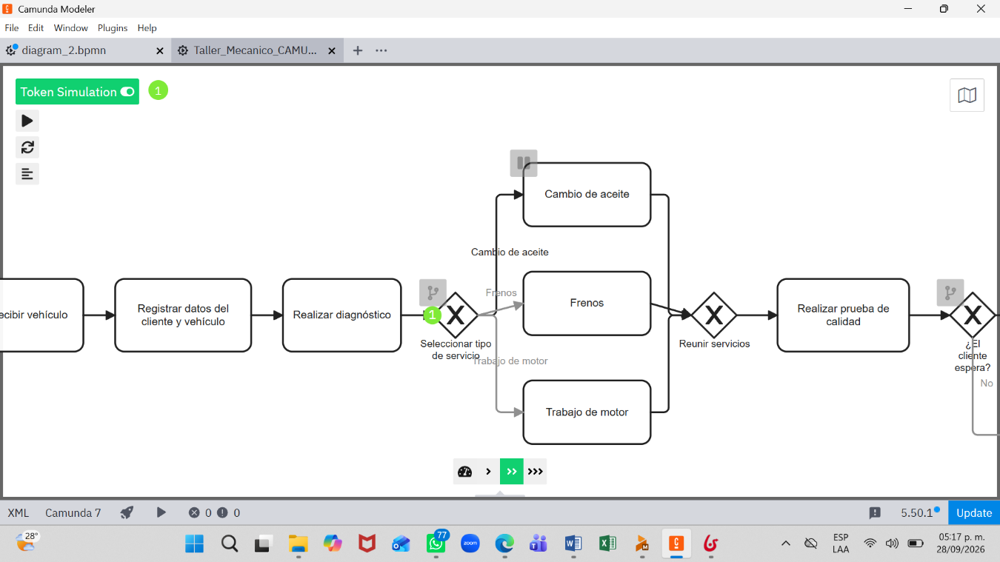 Camunda Modeler
File Edit Window Plugins Help
diagram_2.bpmn
Taller_Mecanico_CAMU...
Token Simulation
1
Cambio de aceite
Cambio de aceite
Frenos
Frenos
ecibir vehículo
Registrar datos del
cliente y vehículo
Realizar diagnóstico
1
X
Seleccionar tipo
de servicio
Trabajo de motor
Trabajo de motor
X
Reunir servicios
Realizar prueba de
calidad
X
¿El
cliente
espera?
No
XML Camunda 7 0 0 5.50.1 Update
28°
77
zoom
ESP
LAA
05:17 p. m.
28/09/2026